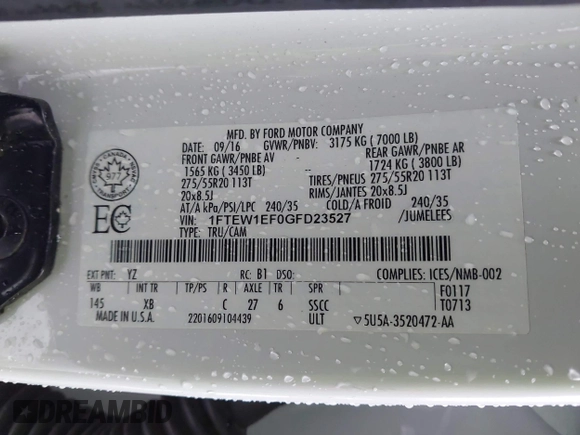 MFD. BY FORD MOTOR COMPANY
DATE: 09/16 GVWR/PNBV: 3175 KG ( 7000 LB)
FRONT GAWR/PNBE AV REAR GAWR/PNBE AR
1565 KG ( 3450 LB) 1724 KG ( 3800 LB)
275/55R20 113T TIRES/PNEUS 275/55R20 113T
20x8.5J RIMS/JANTES 20x8.5J
AT/A kPa/PSI/LPC 240/35 COLD/A FROID 240/35
VIN: 1FTEW1EF0GFD23527 /JUMELEES
TYPE: TRU/CAM
CANADA
977
EC
EXT PNT: YZ RC: B1 DSO: COMPLIES: ICES/NMB-002
WB INT TR TP/PS R AXLE TR SPR F0117
145 XB C 27 6 SSCC T0713
MADE IN U.S.A. 2201609104439 ULT ▽5U5A-3520472-AA
DREAMBID